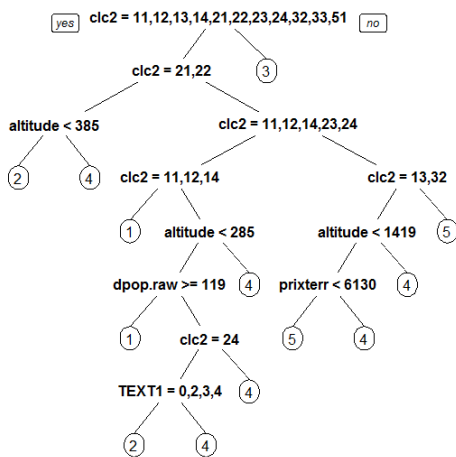 clc2 = 11,12,13,14,21,22,23,24,32,33,51
yes
no
clc2 = 21,22
3
altitude < 385
clc2 = 11,12,14,23,24
2
4
clc2 = 11,12,14
clc2 = 13,32
1
altitude < 285
altitude < 1419
5
dpop.raw >= 119
4
prixterr < 6130
4
1
clc2 = 24
5
4
TEXT1 = 0,2,3,4
4
2
4